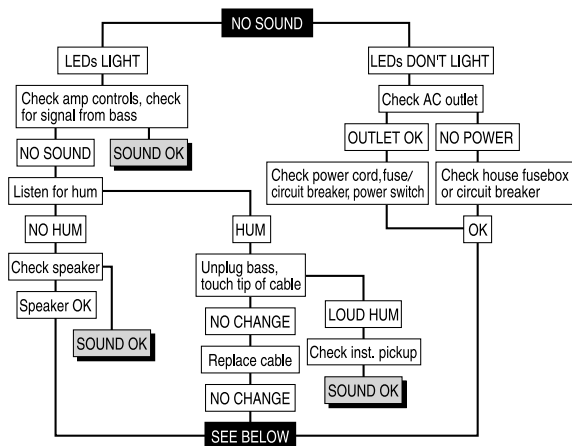 NO SOUND
LEDs LIGHT
LEDs DON'T LIGHT
Check amp controls, check
for signal from bass
Check AC outlet
NO SOUND
SOUND OK
OUTLET OK
NO POWER
Listen for hum
Check power cord,fuse/
circuit breaker, power switch
Check house fusebox
or circuit breaker
NO HUM
HUM
OK
Check speaker
Unplug bass,
touch tip of cable
Speaker OK
NO CHANGE
LOUD HUM
SOUND OK
Replace cable
Check inst. pickup
NO CHANGE
SOUND OK
SEE BELOW